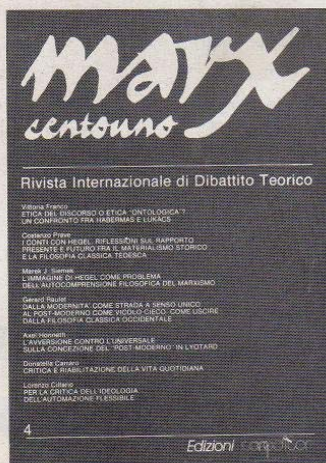 marx
centouno
Rivista Internazionale di Dibattito Teorico
Vittoria Franco
ETICA DEL DISCORSO O ETICA "ONTOLOGICA"?
UN CONFRONTO FRA HABERMAS E LUKÁCS
Costanzo Preve
I CONTI CON HEGEL. RIFLESSIONI SUL RAPPORTO
PRESENTE E FUTURO FRA IL MATERIALISMO STORICO
E LA FILOSOFIA CLASSICA TEDESCA
Marek J. Siemek
L'IMMAGINE DI HEGEL COME PROBLEMA
DELL'AUTOCOMPRENSIONE FILOSOFICA DEL MARXISMO
Gerard Raulet
DALLA MODERNITA' COME STRADA A SENSO UNICO
AL POST-MODERNO COME VICOLO CIECO. COME USCIRE
DALLA FILOSOFIA CLASSICA OCCIDENTALE
Axel Honneth
L'AVVERSIONE CONTRO L'UNIVERSALE
SULLA CONCEZIONE DEL "POST-MODERNO" IN LYOTARD
Donatella Carraro
CRITICA E RIABILITAZIONE DELLA VITA QUOTIDIANA
Lorenzo Cillario
PER LA CRITICA DELL'IDEOLOGIA
DELL'AUTOMAZIONE FLESSIBILE
4
Edizioni